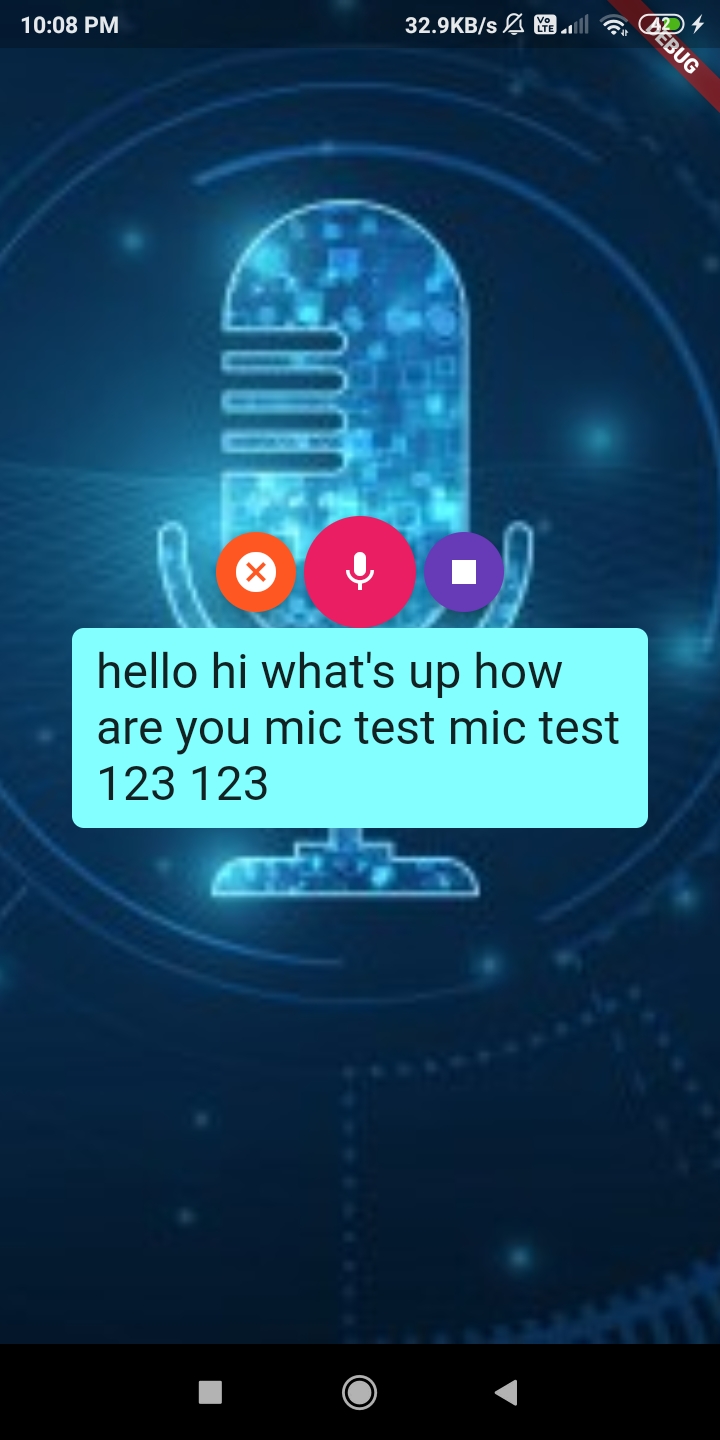 10:08 PM
32.9KB/s
Vo
LTE
42
DEBUG
hello hi what's up how
are you mic test mic test
123 123